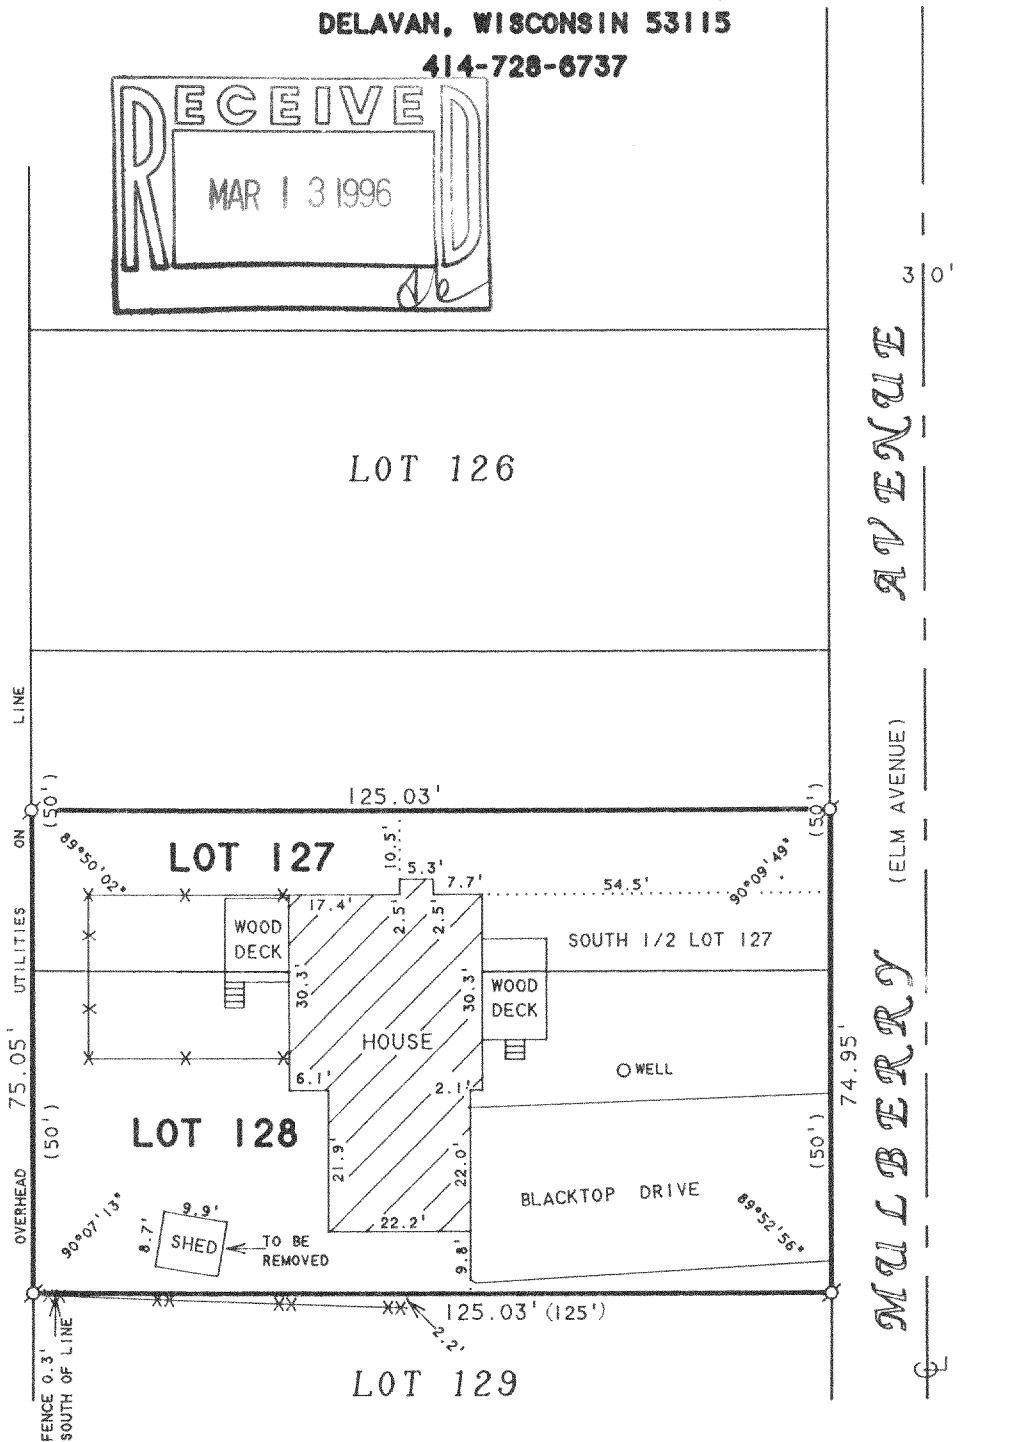 DELAVAN, WISCONSIN 53115
414-728-6737
RECEIVED
MAR 13 1996
30'
LOT 126
MULBERRY AVENUE
(ELM AVENUE)
OVERHEAD UTILITIES ON LINE
(50')
125.03'
(50')
89°50'02"
LOT 127
10.5'
5.3'
7.7'
54.5'
90°09'49"
17.4'
2.5'
2.5'
WOOD
DECK
SOUTH 1/2 LOT 127
30.3'
30.3'
WOOD
DECK
HOUSE
WELL
75.05'
74.95'
6.1'
2.1'
LOT 128
(50')
(50')
21.9'
22.0'
BLACKTOP DRIVE
90°07'13"
9.9'
8.7'
SHED
TO BE
REMOVED
22.2'
9.8'
89°52'56"
125.03' (125')
2.2'
FENCE 0.3'
SOUTH OF LINE
LOT 129